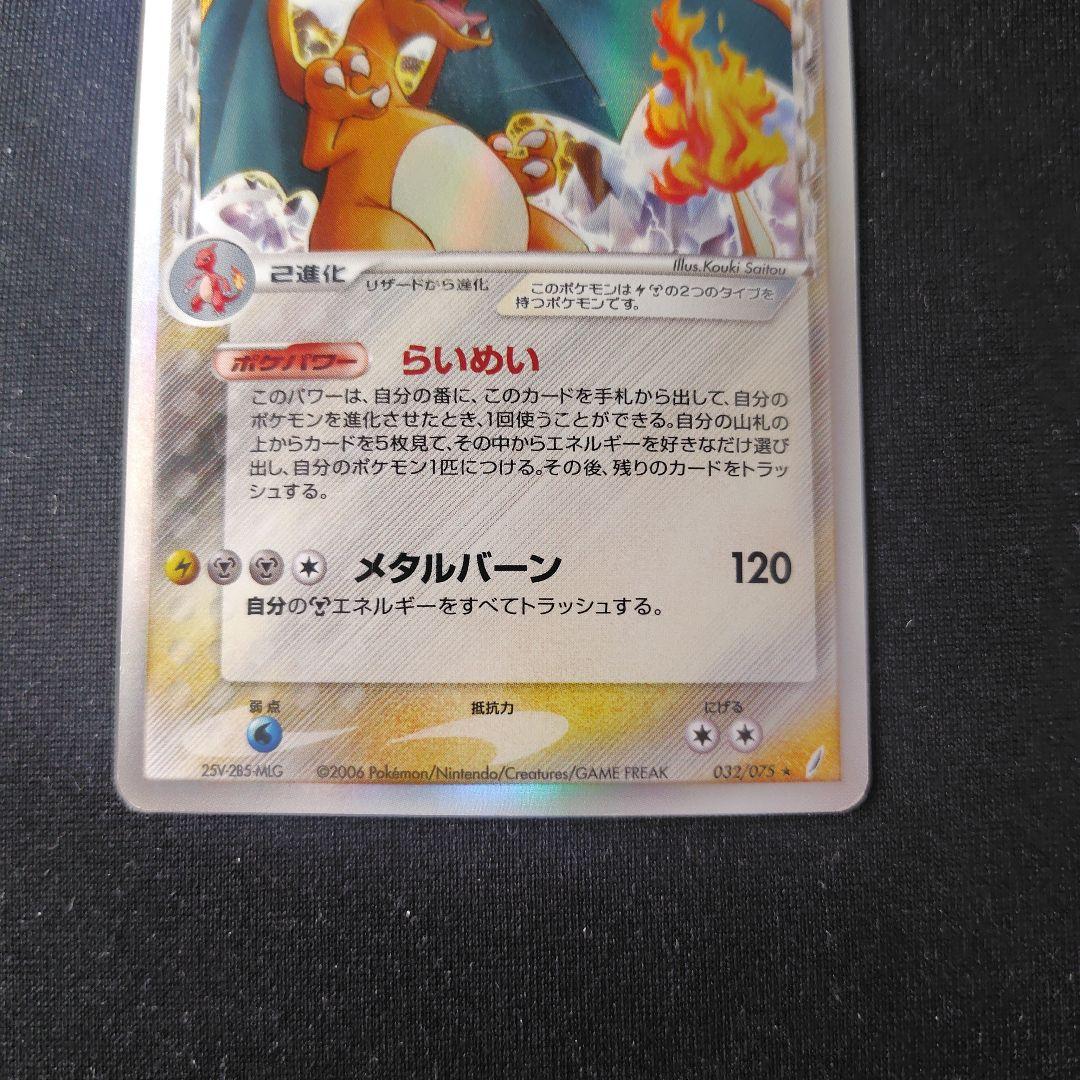 Illus.Kouki Saitou
2進化
リザードから進化
このポケモンはの2つのタイプを
持つポケモンです。
ポケパワー らいめい
このパワーは、自分の番に、このカードを手札から出して、自分の
ポケモンを進化させたとき、1回使うことができる。自分の山札の
上からカードを5枚見て、その中からエネルギーを好きなだけ選び
出し、自分のポケモン1匹につける。その後、残りのカードをトラッ
シュする。
メタルバーン 120
自分のエネルギーをすべてトラッシュする。
弱点 抵抗力 にげる
25V-2B5-MLG ©2006 Pokémon/Nintendo/Creatures/GAME FREAK 032/075 ★